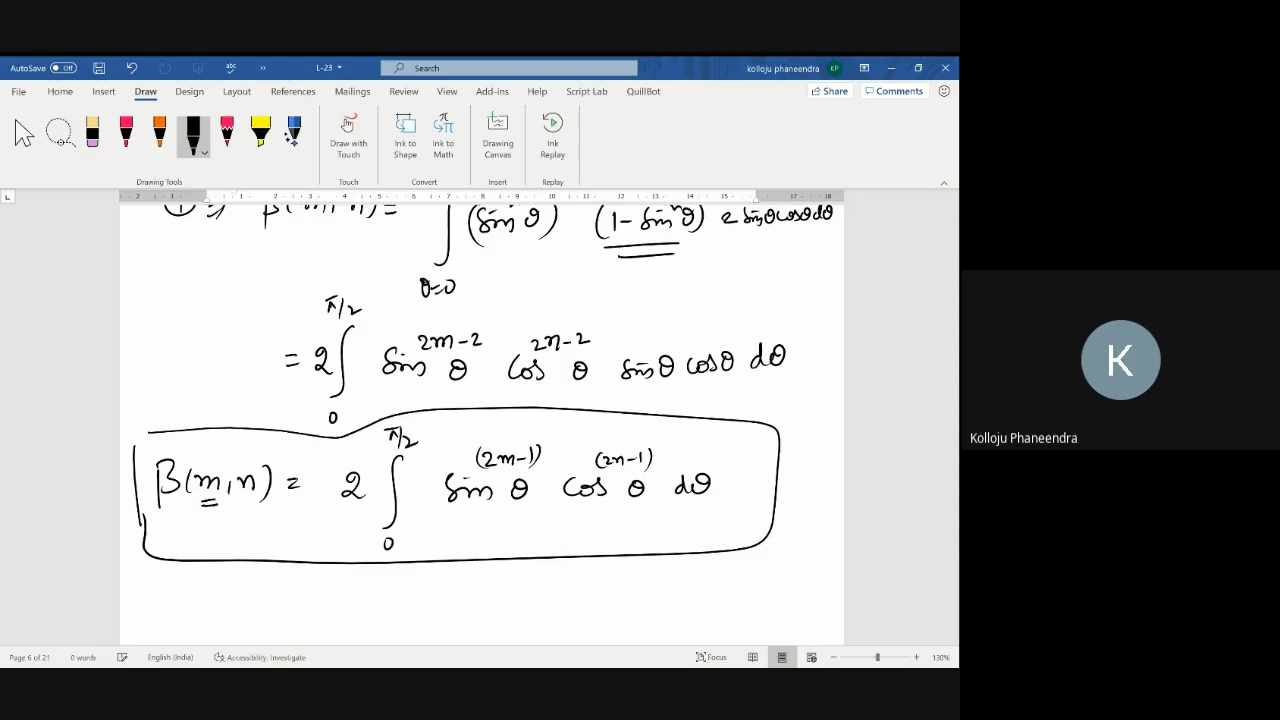 AutoSave Off L-23 Search kolloju phaneendra KP
File Home Insert Draw Design Layout References Mailings Review View Add-ins Help Script Lab QuillBot Share Comments
Draw with Touch
Ink to Shape
Ink to Math
Drawing Canvas
Ink Replay
Drawing Tools Touch Convert Insert Replay
① ⇒ β(m,n) = ∫ (sin²θ) (1-sin²θ) 2 sinθ cosθ dθ
θ=0
= 2 ∫₀^{π/2} sin^{2m-2} θ cos^{2n-2} θ sinθ cosθ dθ
β(m,n) = 2 ∫₀^{π/2} sin^{(2m-1)} θ cos^{(2n-1)} θ dθ
K
Kolloju Phaneendra
Page 6 of 21 0 words English (India) Accessibility: Investigate Focus 130%